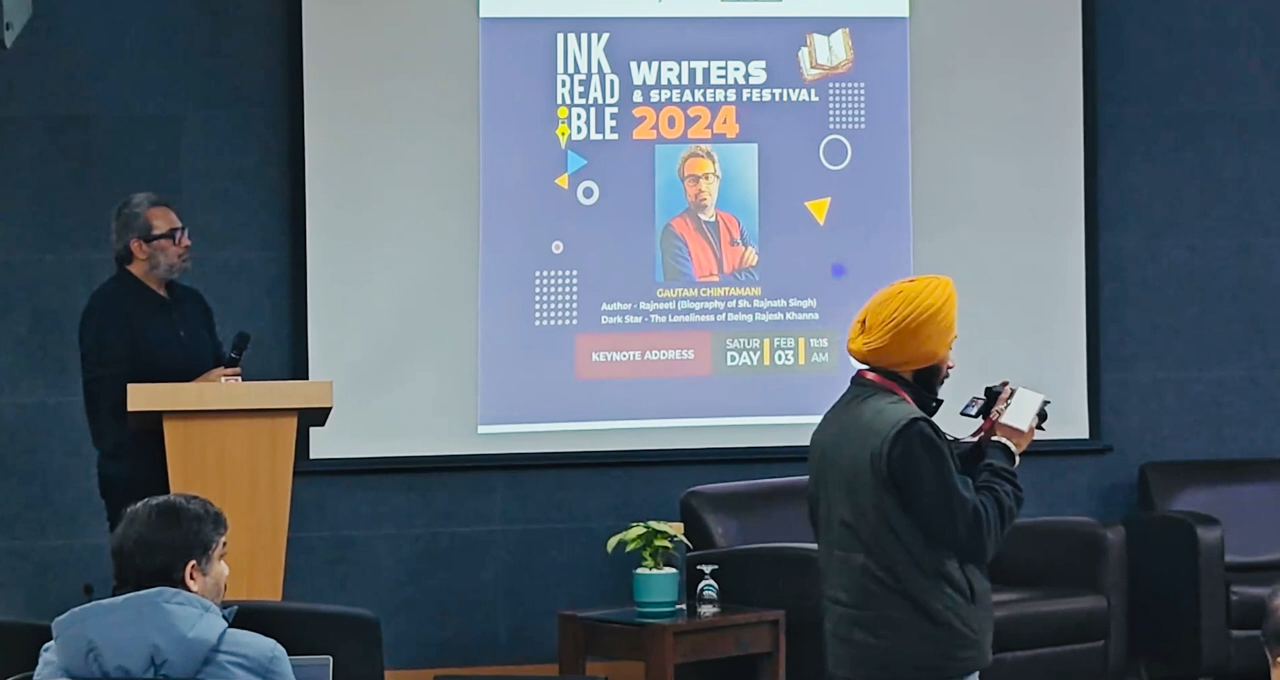 INK
READ
iBLE
WRITERS
& SPEAKERS FESTIVAL
2024
GAUTAM CHINTAMANI
Author - Rajneeti (Biography of Sh. Rajnath Singh)
Dark Star - The Loneliness of Being Rajesh Khanna
KEYNOTE ADDRESS
SATUR
DAY
FEB
03
11:15
AM